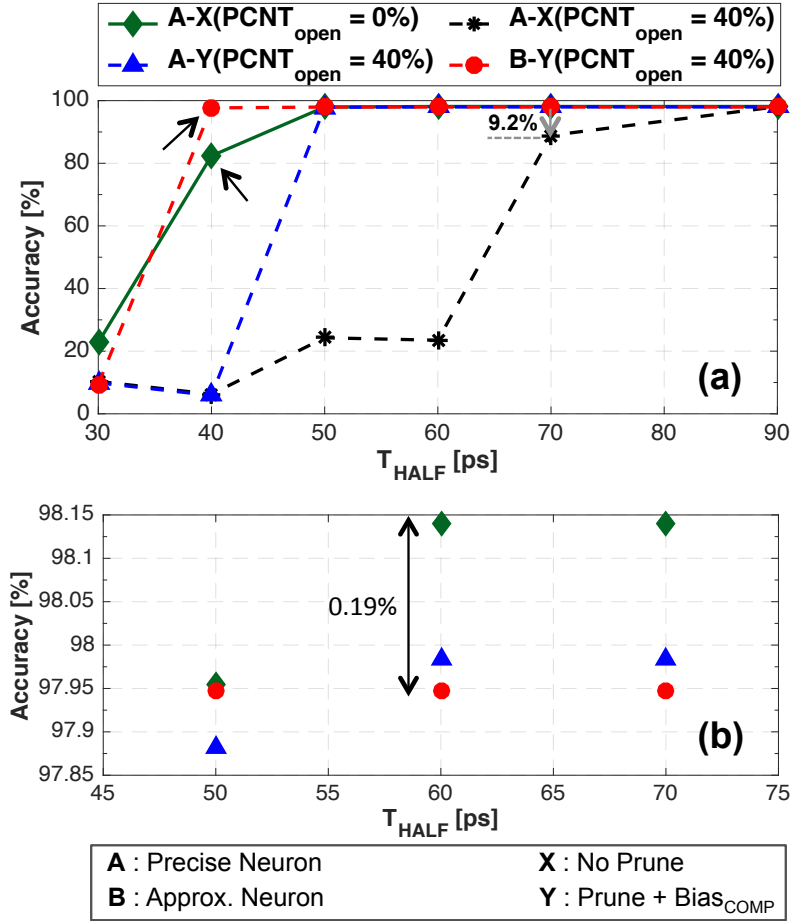 A-X(PCNT_open = 0%) A-X(PCNT_open = 40%)
A-Y(PCNT_open = 40%) B-Y(PCNT_open = 40%)
100
80
60
40
20
0
Accuracy [%]
9.2%
(a)
30 40 50 60 70 80 90
T_HALF [ps]
98.15
98.1
98.05
98
97.95
97.9
97.85
Accuracy [%]
0.19%
(b)
45 50 55 60 65 70 75
T_HALF [ps]
A : Precise Neuron X : No Prune
B : Approx. Neuron Y : Prune + Bias_COMP